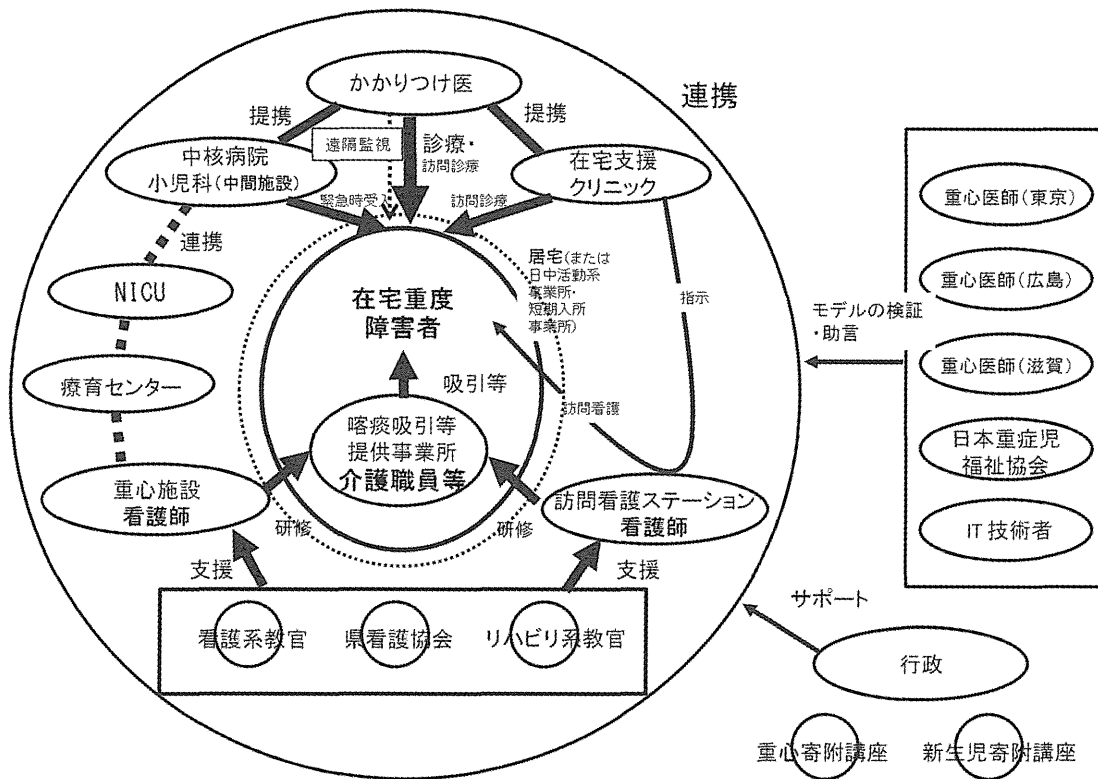 かかりつけ医
連携
提携
提携
遠隔監視
診療・
訪問診療
中核病院
小児科(中間施設)
在宅支援
クリニック
緊急時受入
訪問診療
連携
NICU
療育センター
在宅重度
障害者
居宅(または
日中活動系
事業所・
短期入所
事業所)
指示
吸引等
訪問看護
喀痰吸引等
提供事業所
介護職員等
重心施設
看護師
訪問看護ステーション
看護師
研修
研修
支援
支援
看護系教官
県看護協会
リハビリ系教官
モデルの検証
・助言
重心医師(東京)
重心医師(広島)
重心医師(滋賀)
日本重症児
福祉協会
IT技術者
サポート
行政
重心寄附講座
新生児寄附講座